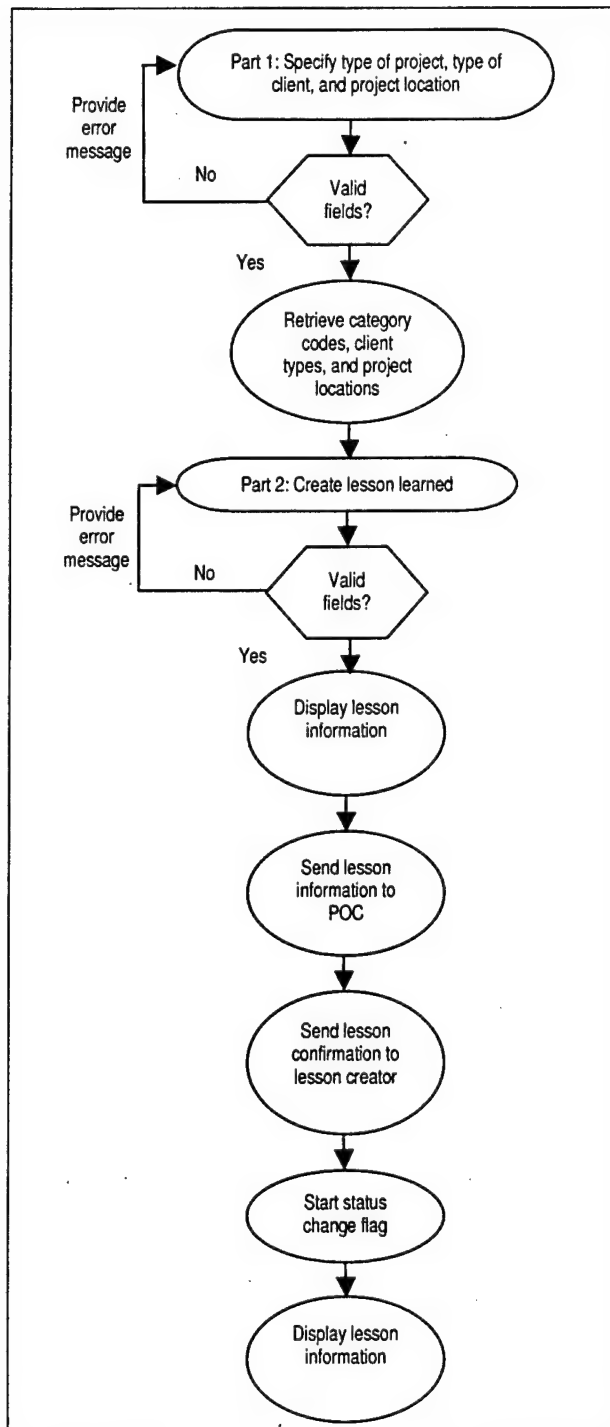 Part 1: Specify type of project, type of
client, and project location
Provide
error
message
No
Valid
fields?
Yes
Retrieve category
codes, client
types, and project
locations
Part 2: Create lesson learned
Provide
error
message
No
Valid
fields?
Yes
Display lesson
information
Send lesson
information to
POC
Send lesson
confirmation to
lesson creator
Start status
change flag
Display lesson
information